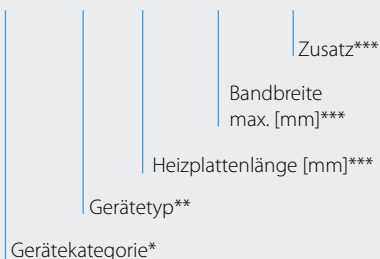 Zusatz***
Bandbreite
max. [mm]***
Heizplattenlänge [mm]***
Gerätetyp**
Gerätekategorie*